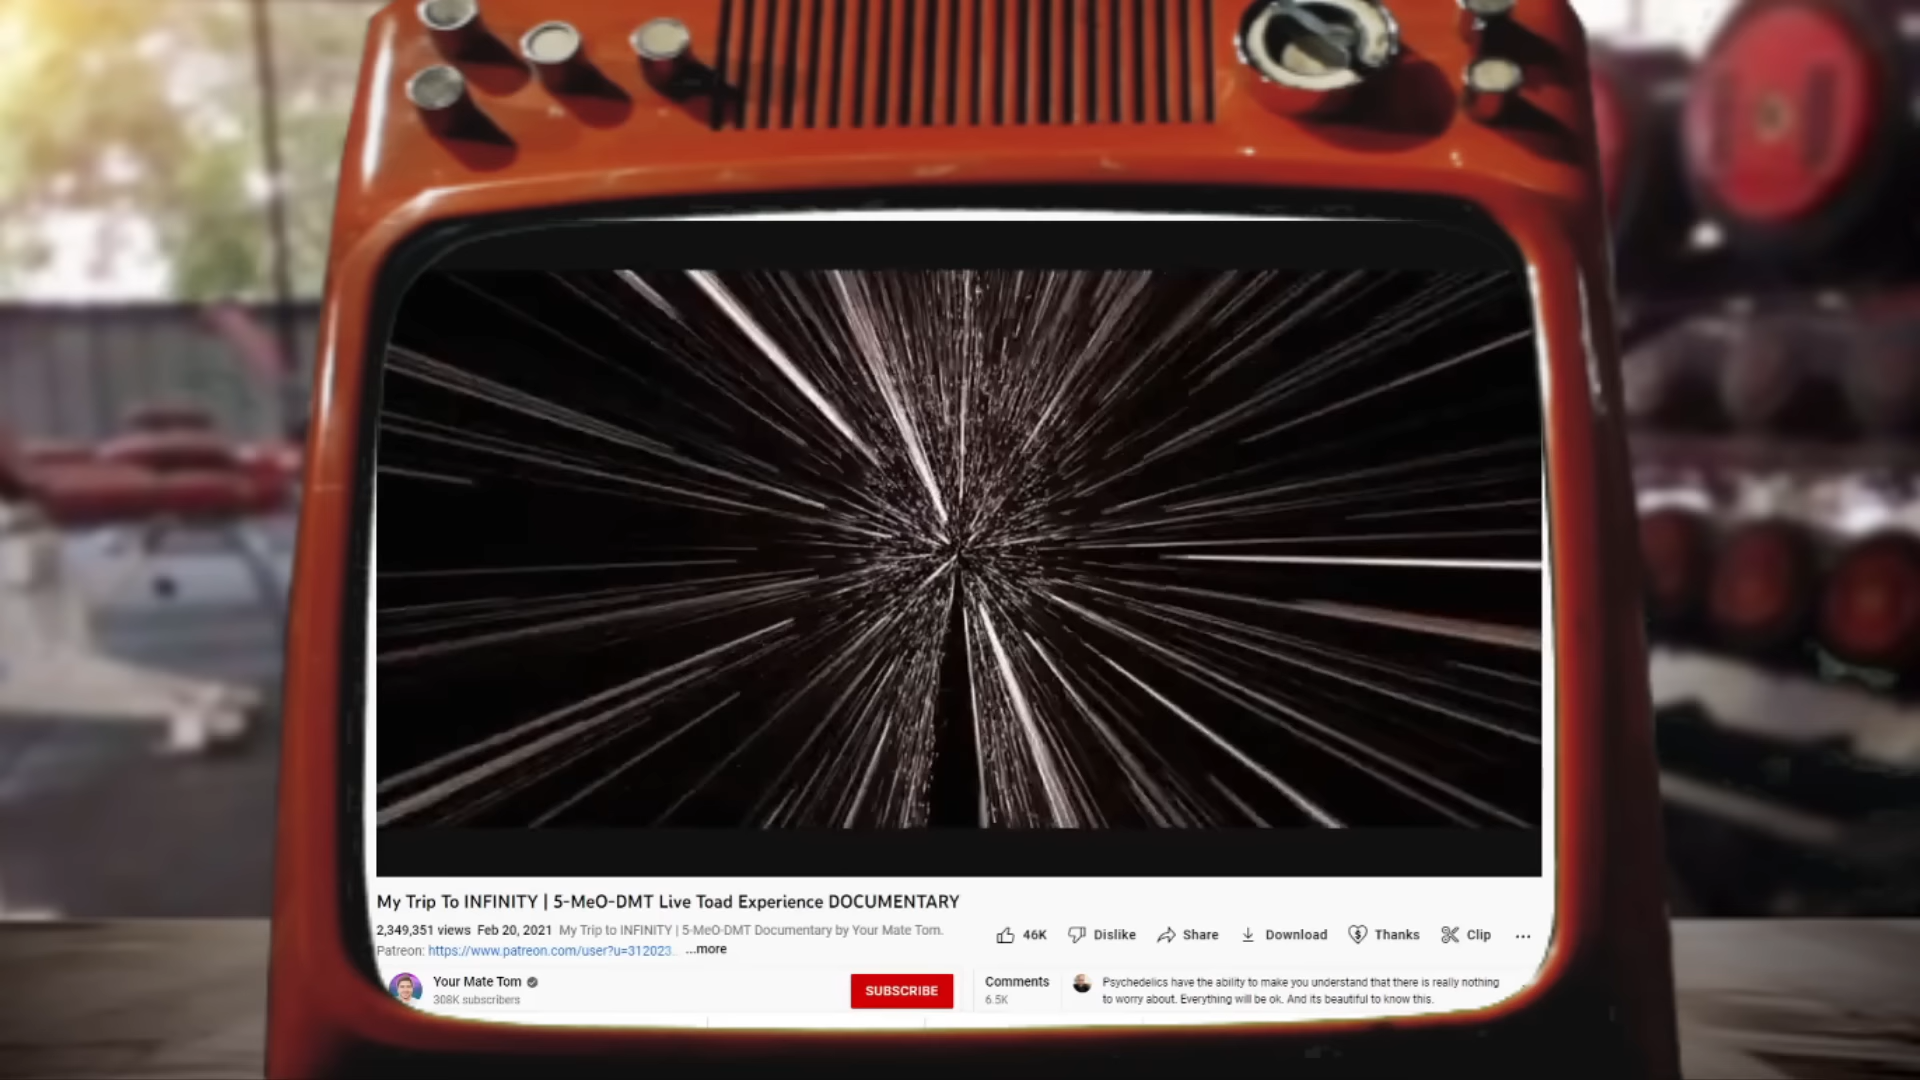 My Trip To INFINITY | 5-MeO-DMT Live Toad Experience DOCUMENTARY
2,349,351 views Feb 20, 2021 My Trip to INFINITY | 5-MeO-DMT Documentary by Your Mate Tom.
Patreon: https://www.patreon.com/user?u=312023 ...more
46K Dislike Share Download Thanks Clip ...
Your Mate Tom
308K subscribers
SUBSCRIBE
Comments
6.5K
Psychedelics have the ability to make you understand that there is really nothing
to worry about. Everything will be ok. And its beautiful to know this.